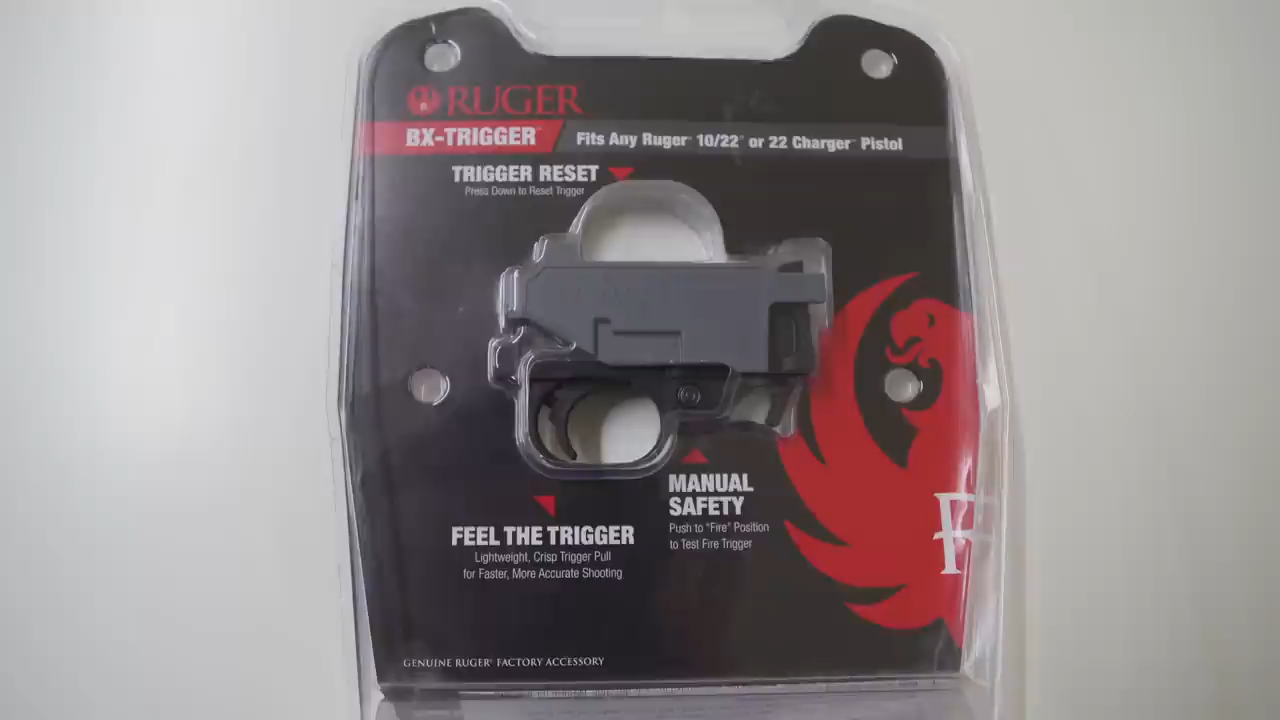 RUGER
BX-TRIGGER™ Fits Any Ruger® 10/22® or 22 Charger™ Pistol
TRIGGER RESET
Press Down to Reset Trigger
MANUAL
SAFETY
Push to "Fire" Position
to Test Fire Trigger
FEEL THE TRIGGER
Lightweight, Crisp Trigger Pull
for Faster, More Accurate Shooting
GENUINE RUGER® FACTORY ACCESSORY